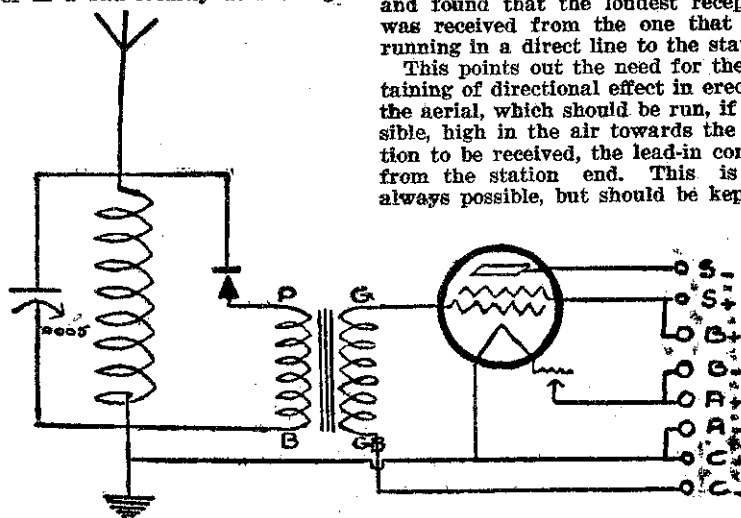 and found that the loudest recep
was received from the one that
running in a direct line to the sta
This points out the need for the
taining of directional effect in erec
the aerial, which should be run, if
sible, high in the air towards the
tion to be received, the lead-in con
from the station end. This is
always possible, but should be kep
.0005
P
G
B
GB
S-
S+
B+
B
A
A
C
C-